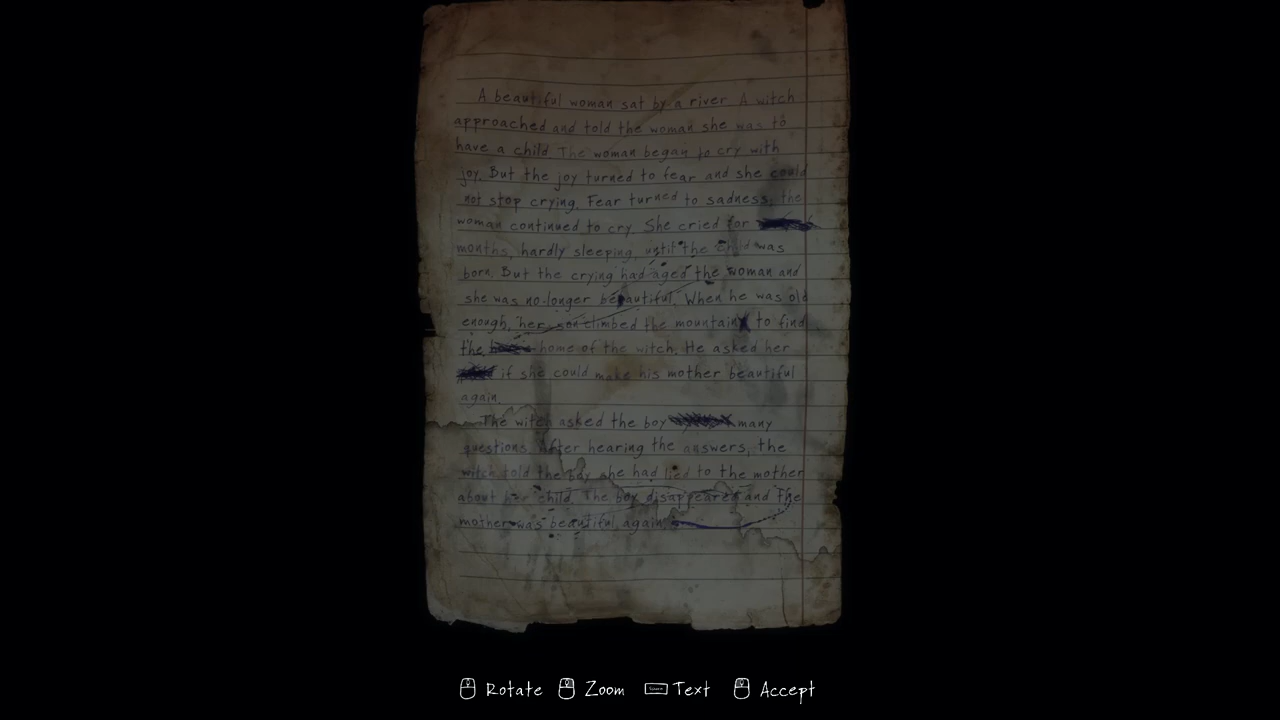 A beautiful woman sat by a river A witch
approached and told the woman she was to
have a child. The woman began to cry with
joy. But the joy turned to fear and she could
not stop crying. Fear turned to sadness, the
woman continued to cry. She cried for
months, hardly sleeping, until the child was
born. But the crying had aged the woman and
she was no-longer beautiful. When he was old
enough, her son climbed the mountain to find
the home of the witch. He asked her
if she could make his mother beautiful
again.
The witch asked the boy many
questions. After hearing the answers, the
witch told the boy she had lied to the mother
about her child. The boy disappeared and the
mother was beautiful again.
Rotate Zoom Text Accept